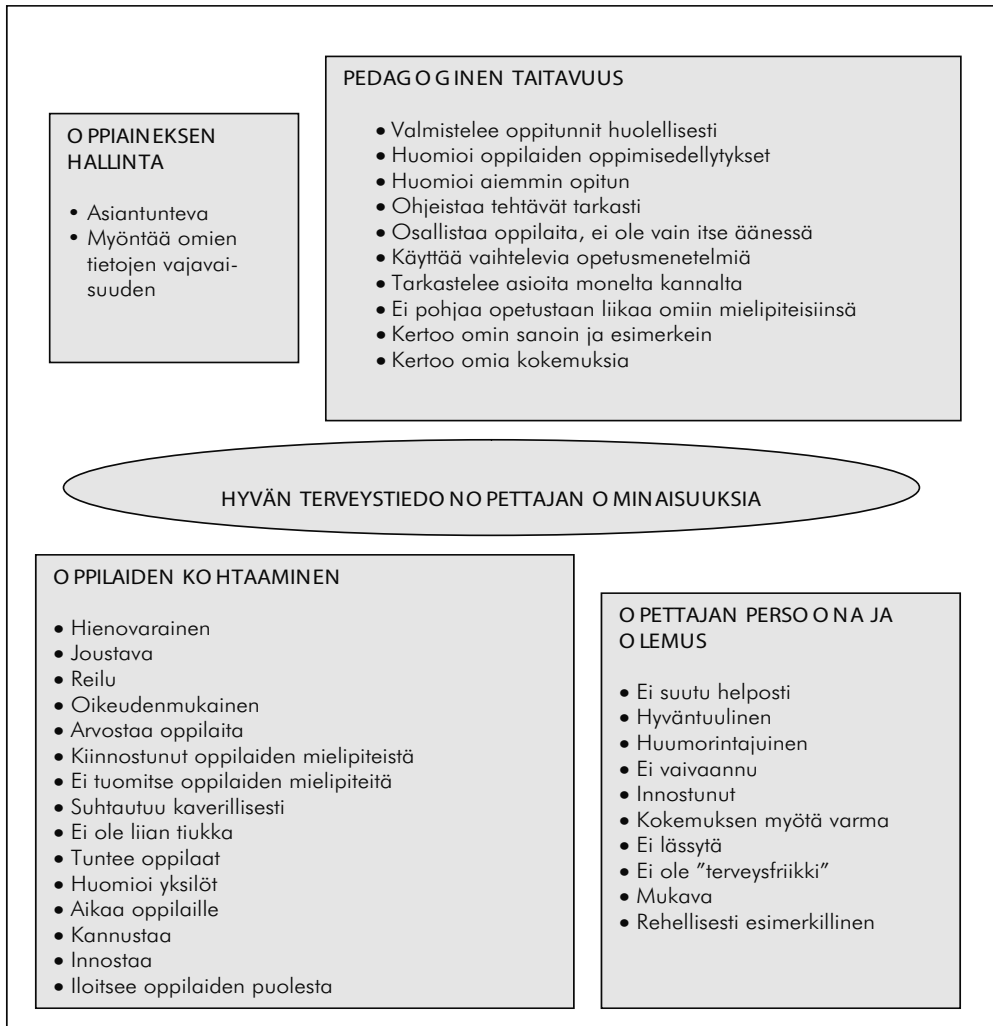 OPPIAINEKSEN
HALLINTA
• Asiantunteva
• Myöntää omien
tietojen vajavai-
suuden
PEDAGOGINEN TAITAVUUS
• Valmistelee oppitunnit huolellisesti
• Huomioi oppilaiden oppimisedellytykset
• Huomioi aiemmin opitun
• Ohjeistaa tehtävät tarkasti
• Osallistaa oppilaita, ei ole vain itse äänessä
• Käyttää vaihtelevia opetusmenetelmiä
• Tarkastelee asioita monelta kannalta
• Ei pohjaa opetustaan liikaa omiin mielipiteisiinsä
• Kertoo omin sanoin ja esimerkein
• Kertoo omia kokemuksia
HYVÄN TERVEYSTIEDONOPETTAJAN OMINAISUUKSIA
OPPILAIDEN KOHTAAMINEN
• Hienovarainen
• Joustava
• Reilu
• Oikeudenmukainen
• Arvostaa oppilaita
• Kiinnostunut oppilaiden mielipiteistä
• Ei tuomitse oppilaiden mielipiteitä
• Suhtautuu kaverillisesti
• Ei ole liian tiukka
• Tuntee oppilaat
• Huomioi yksilöt
• Aikaa oppilaille
• Kannustaa
• Innostaa
• Iloitsee oppilaiden puolesta
OPETTAJAN PERSOONA JA
OLEMUS
• Ei suutu helposti
• Hyväntuulinen
• Huumorintajuinen
• Ei vaivaannu
• Innostunut
• Kokemuksen myötä varma
• Ei lässytä
• Ei ole ”terveysfriikki”
• Mukava
• Rehellisesti esimerkillinen